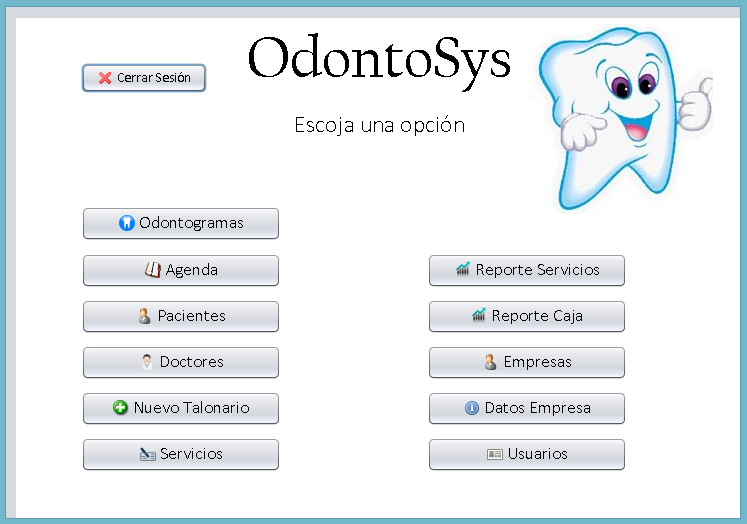 OdontoSys
Cerrar Sesión
Escoja una opción
Odontogramas
Agenda
Pacientes
Doctores
Nuevo Talonario
Servicios
Reporte Servicios
Reporte Caja
Empresas
Datos Empresa
Usuarios